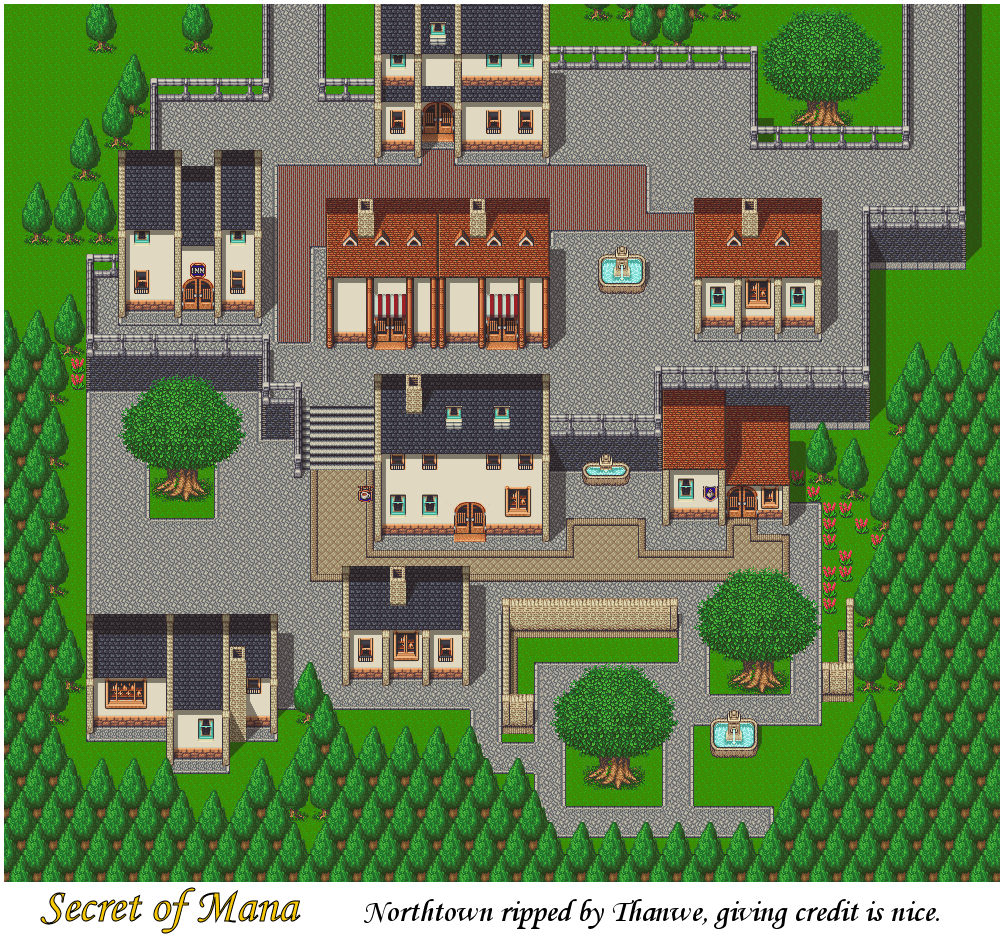 INN
Secret of Mana
Northtown ripped by Thanwe, giving credit is nice.